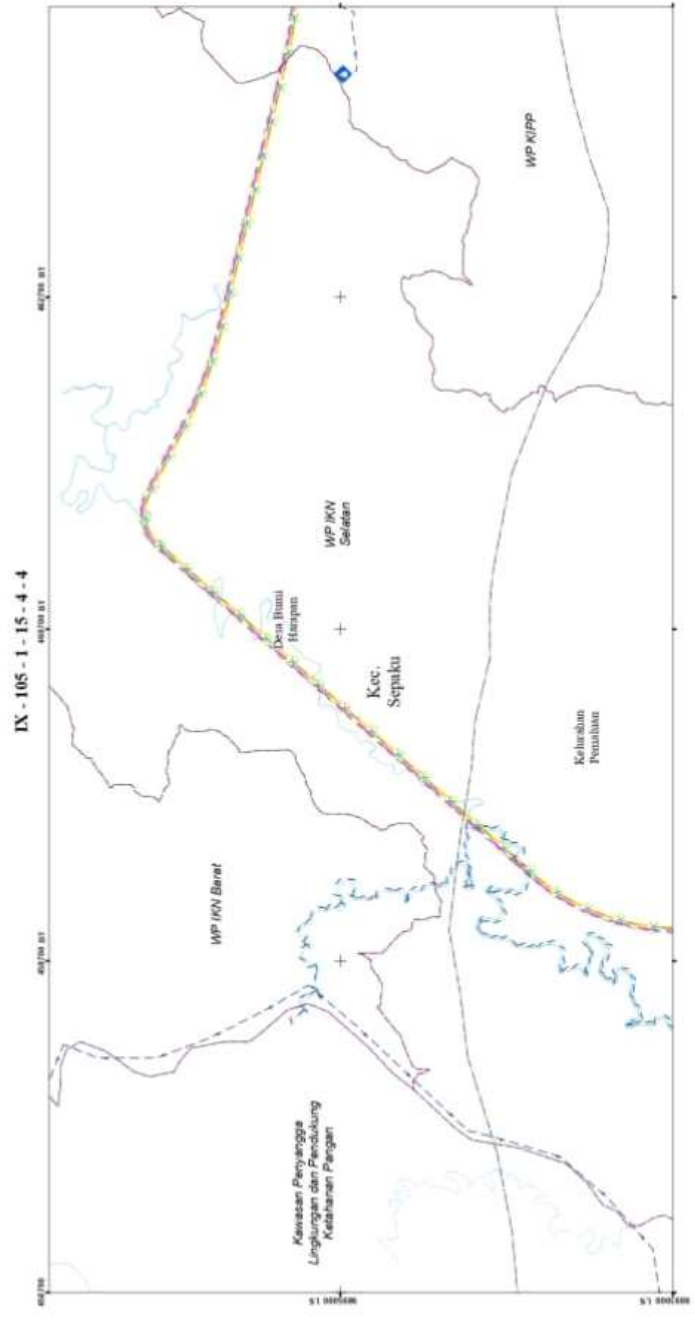 IX - 105 - 1 - 15 - 4 - 4
WP IKN Barat
Desa Bumi
Harapan
WP IKN
Selatan
Kec.
Sepaku
WP KIPP
Kelurahan
Pemaluan
Kawasan Penyangga
Lingkungan dan Pendukung
Ketahanan Pangan